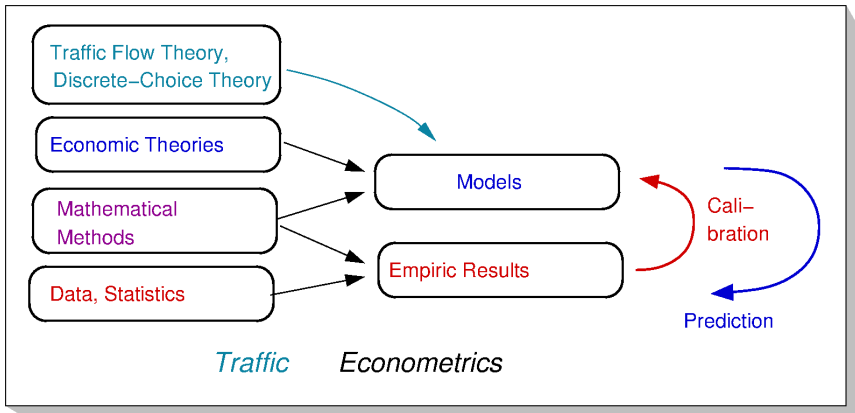 Traffic Flow Theory,
Discrete−Choice Theory
Economic Theories
Mathematical
Methods
Data, Statistics
Models
Empiric Results
Cali−
bration
Prediction
Traffic Econometrics